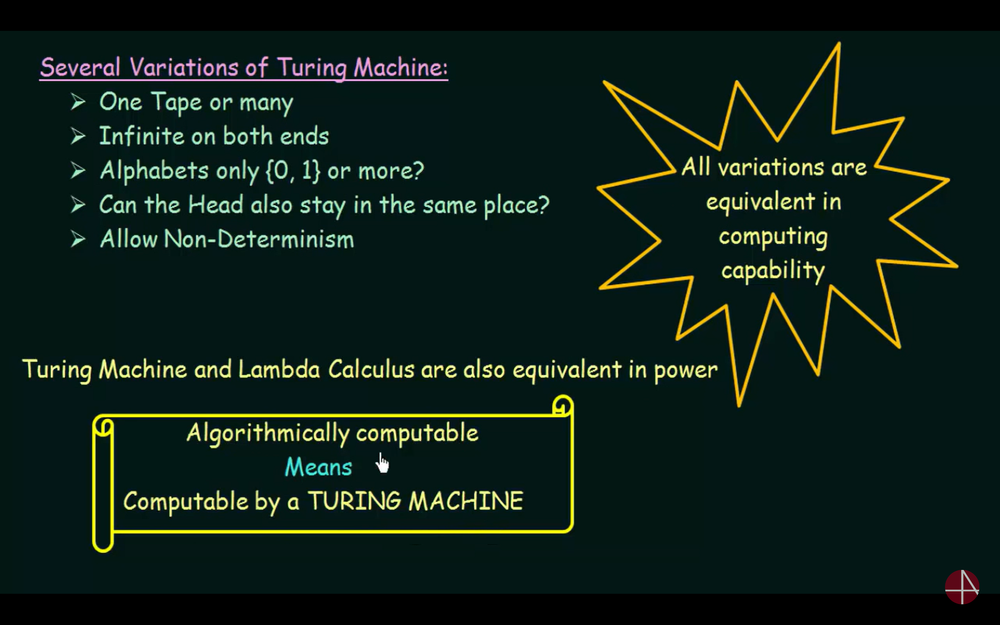 Several Variations of Turing Machine:
One Tape or many
Infinite on both ends
Alphabets only {0, 1} or more?
Can the Head also stay in the same place?
Allow Non-Determinism
All variations are
equivalent in
computing
capability
Turing Machine and Lambda Calculus are also equivalent in power
Algorithmically computable
Means
Computable by a TURING MACHINE